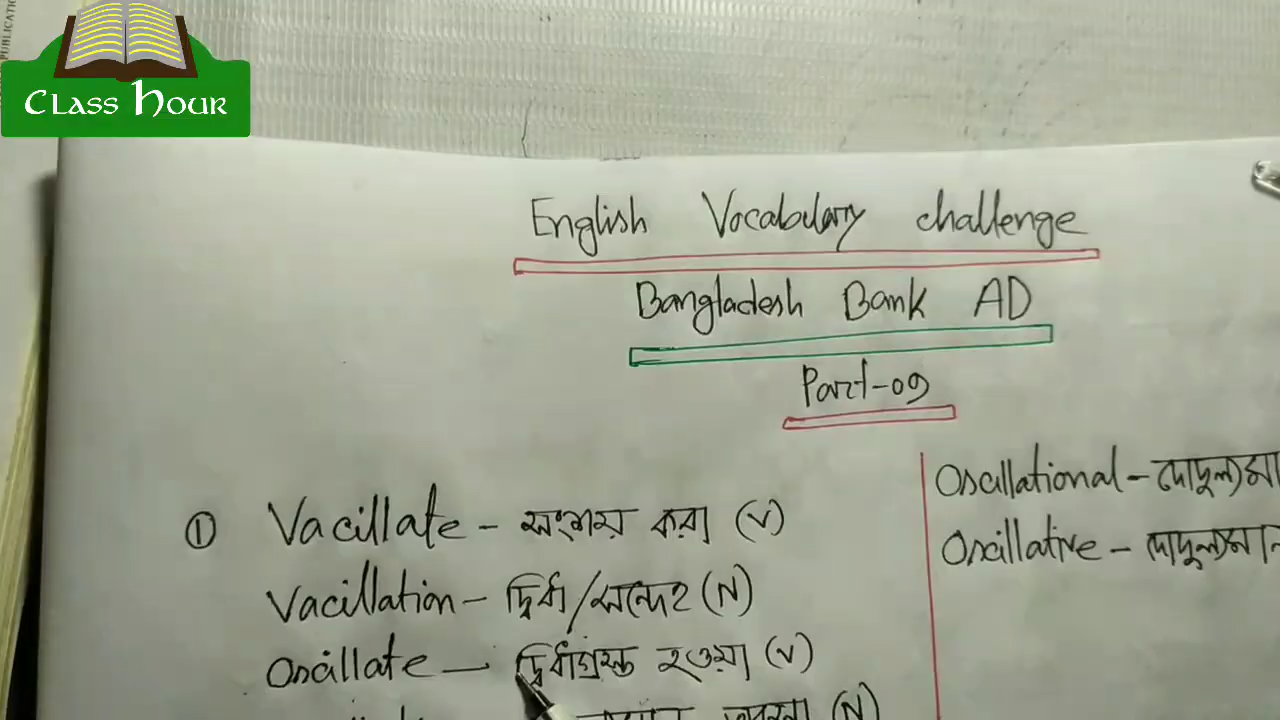 PUBLICATION
CLASS HOUR
English Vocabulary challenge
Bangladesh Bank AD
Part-09
① Vacillate - সংশয় করা (V)
Vacillation - দ্বিধা/সন্দেহ (N)
Oscillate - দ্বিধাগ্রস্ত হওয়া (V)
(N)
Oscillational - দোদুল্যমা
Oscillative - দোদুল্যমান